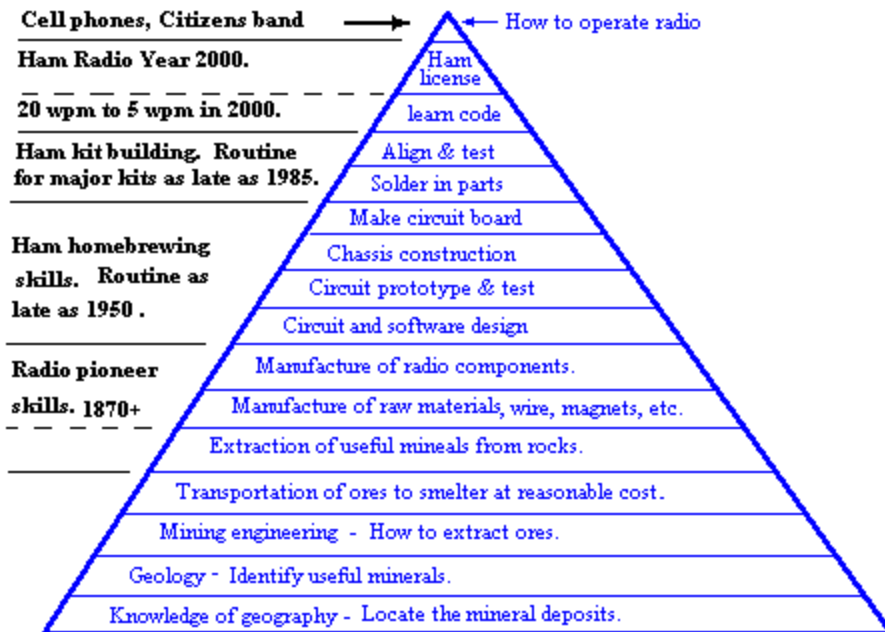 Cell phones, Citizens band
How to operate radio
Ham Radio Year 2000.
Ham
license
20 wpm to 5 wpm in 2000.
learn code
Ham kit building. Routine
for major kits as late as 1985.
Align & test
Solder in parts
Make circuit board
Ham homebrewing
skills. Routine as
late as 1950 .
Chassis construction
Circuit prototype & test
Circuit and software design
Radio pioneer
skills. 1870+
Manufacture of radio components.
Manufacture of raw materials, wire, magnets, etc.
Extraction of useful mineals from rocks.
Transportation of ores to smelter at reasonable cost.
Mining engineering - How to extract ores.
Geology - Identify useful minerals.
Knowledge of geography - Locate the mineral deposits.